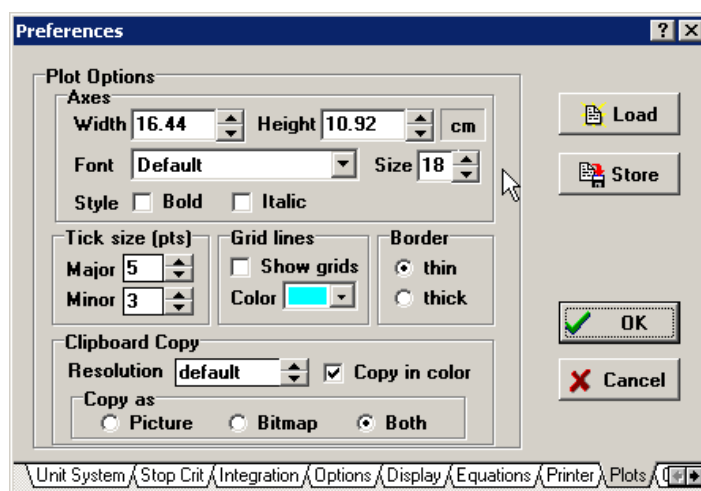 Preferences
Plot Options
Axes
Width 16.44 Height 10.92 cm
Font Default Size 18
Style Bold Italic
Tick size (pts)
Major 5
Minor 3
Grid lines
Show grids
Color
Border
thin
thick
Clipboard Copy
Resolution default Copy in color
Copy as
Picture Bitmap Both
Load
Store
OK
Cancel
Unit System Stop Crit Integration Options Display Equations Printer Plots